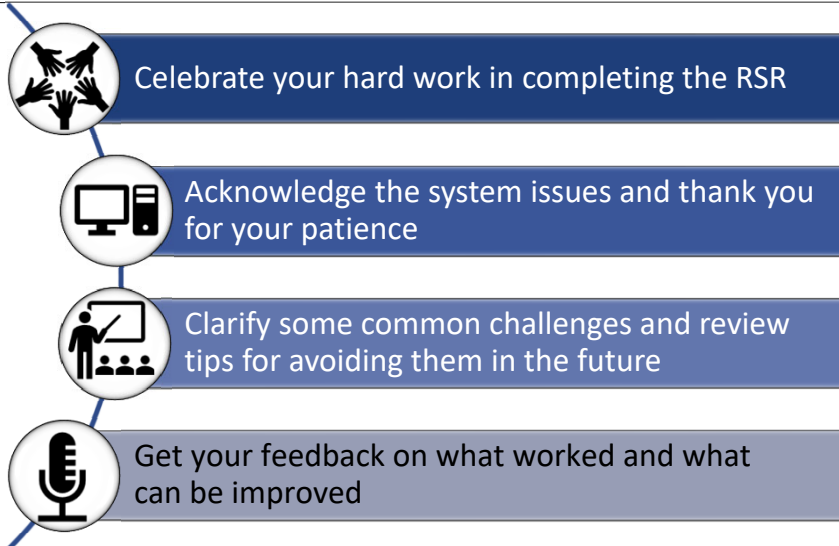 Celebrate your hard work in completing the RSR
Acknowledge the system issues and thank you
for your patience
Clarify some common challenges and review
tips for avoiding them in the future
Get your feedback on what worked and what
can be improved